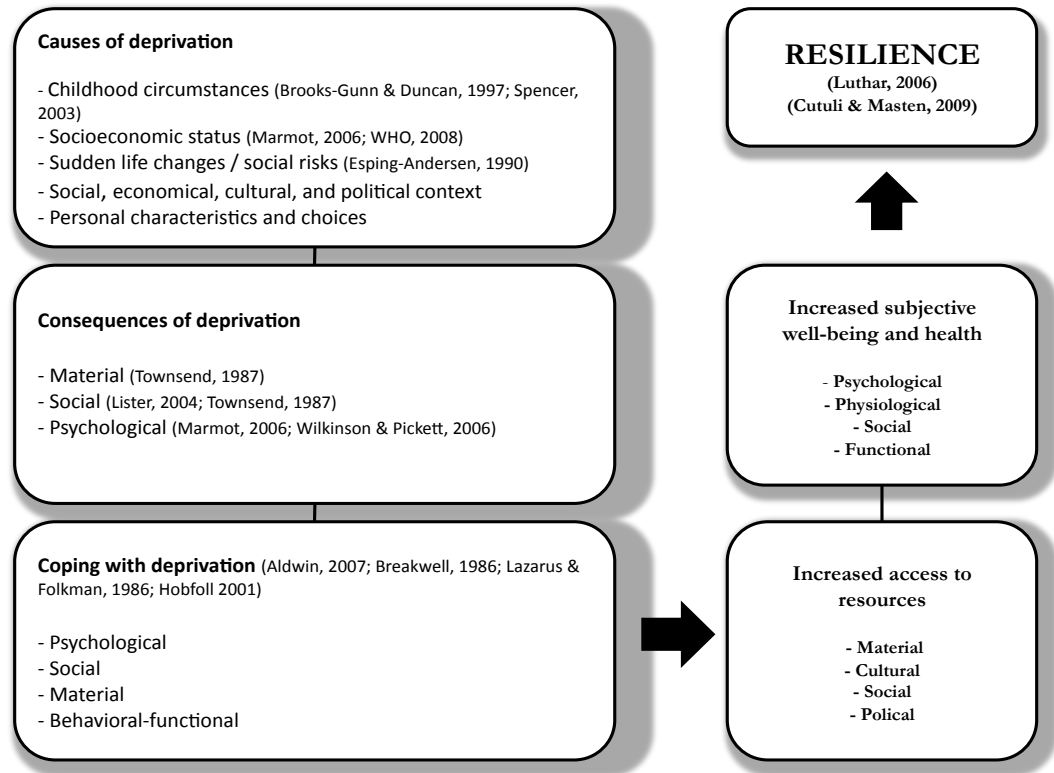 Causes of deprivation
- Childhood circumstances (Brooks-Gunn & Duncan, 1997; Spencer,
2003)
- Socioeconomic status (Marmot, 2006; WHO, 2008)
- Sudden life changes / social risks (Esping-Andersen, 1990)
- Social, economical, cultural, and political context
- Personal characteristics and choices
Consequences of deprivation
- Material (Townsend, 1987)
- Social (Lister, 2004; Townsend, 1987)
- Psychological (Marmot, 2006; Wilkinson & Pickett, 2006)
Coping with deprivation (Aldwin, 2007; Breakwell, 1986; Lazarus &
Folkman, 1986; Hobfoll 2001)
- Psychological
- Social
- Material
- Behavioral-functional
Increased access to
resources
- Material
- Cultural
- Social
- Polical
Increased subjective
well-being and health
- Psychological
- Physiological
- Social
- Functional
RESILIENCE
(Luthar, 2006)
(Cutuli & Masten, 2009)